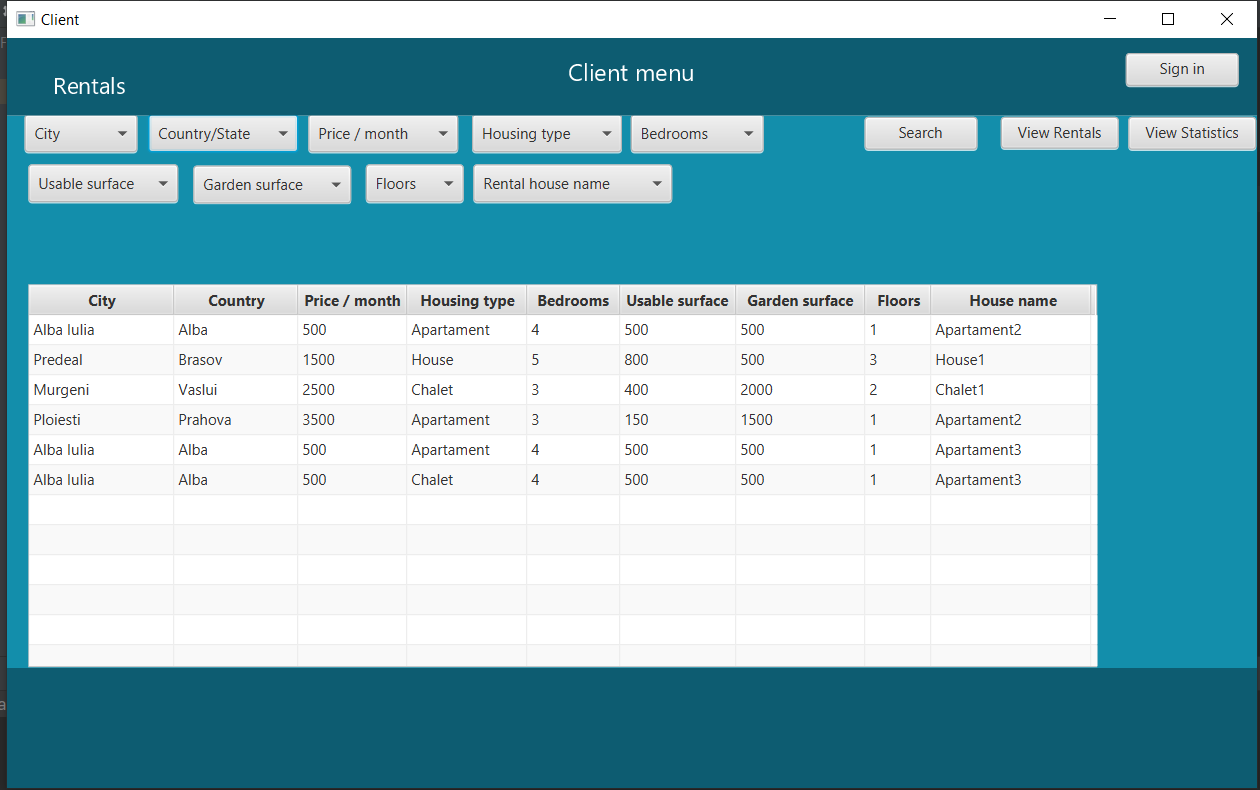 Client
Rentals
Client menu
Sign in
City Country/State Price / month Housing type Bedrooms Search View Rentals View Statistics
Usable surface Garden surface Floors Rental house name
City Country Price / month Housing type Bedrooms Usable surface Garden surface Floors House name
Alba Iulia Alba 500 Apartament 4 500 500 1 Apartament2
Predeal Brasov 1500 House 5 800 500 3 House1
Murgeni Vaslui 2500 Chalet 3 400 2000 2 Chalet1
Ploiesti Prahova 3500 Apartament 3 150 1500 1 Apartament2
Alba Iulia Alba 500 Apartament 4 500 500 1 Apartament3
Alba Iulia Alba 500 Chalet 4 500 500 1 Apartament3